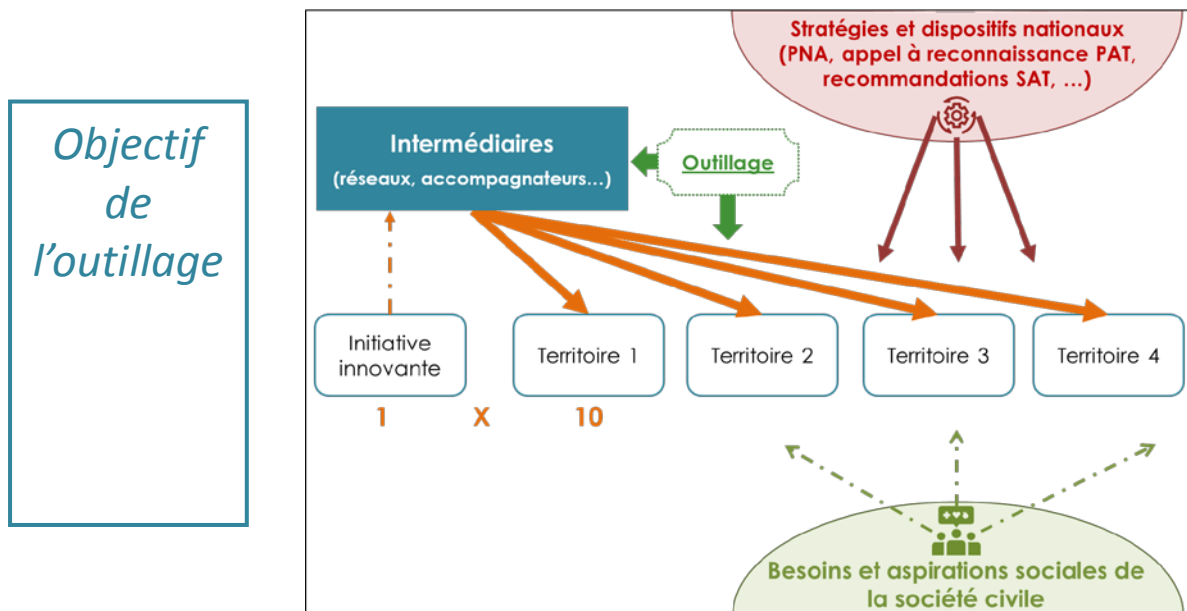 Objectif
de
l'outillage
Stratégies et dispositifs nationaux
(PNA, appel à reconnaissance PAT,
recommandations SAT, ...)
Intermédiaires
(réseaux, accompagnateurs...)
Outillage
Initiative
innovante
Territoire 1
Territoire 2
Territoire 3
Territoire 4
1 X 10
Besoins et aspirations sociales de
la société civile